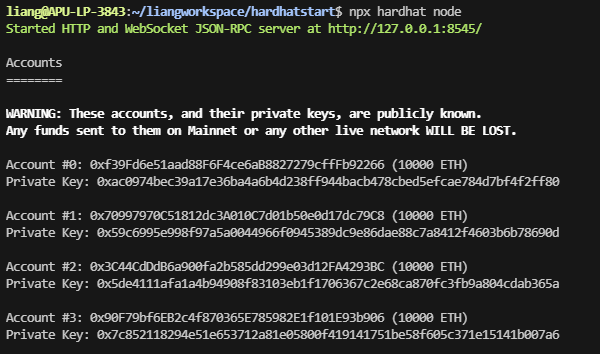 liang@APU-LP-3843:~/liangworkspace/hardhatstart$ npx hardhat node
Started HTTP and WebSocket JSON-RPC server at http://127.0.0.1:8545/
Accounts
========
WARNING: These accounts, and their private keys, are publicly known.
Any funds sent to them on Mainnet or any other live network WILL BE LOST.
Account #0: 0xf39Fd6e51aad88F6F4ce6aB8827279cffFb92266 (10000 ETH)
Private Key: 0xac0974bec39a17e36ba4a6b4d238ff944bacb478cbed5efcae784d7bf4f2ff80
Account #1: 0x70997970C51812dc3A010C7d01b50e0d17dc79C8 (10000 ETH)
Private Key: 0x59c6995e998f97a5a0044966f0945389dc9e86dae88c7a8412f4603b6b78690d
Account #2: 0x3C44CdDdB6a900fa2b585dd299e03d12FA4293BC (10000 ETH)
Private Key: 0x5de4111afa1a4b94908f83103eb1f1706367c2e68ca870fc3fb9a804cdab365a
Account #3: 0x90F79bf6EB2c4f870365E785982E1f101E93b906 (10000 ETH)
Private Key: 0x7c852118294e51e653712a81e05800f419141751be58f605c371e15141b007a6